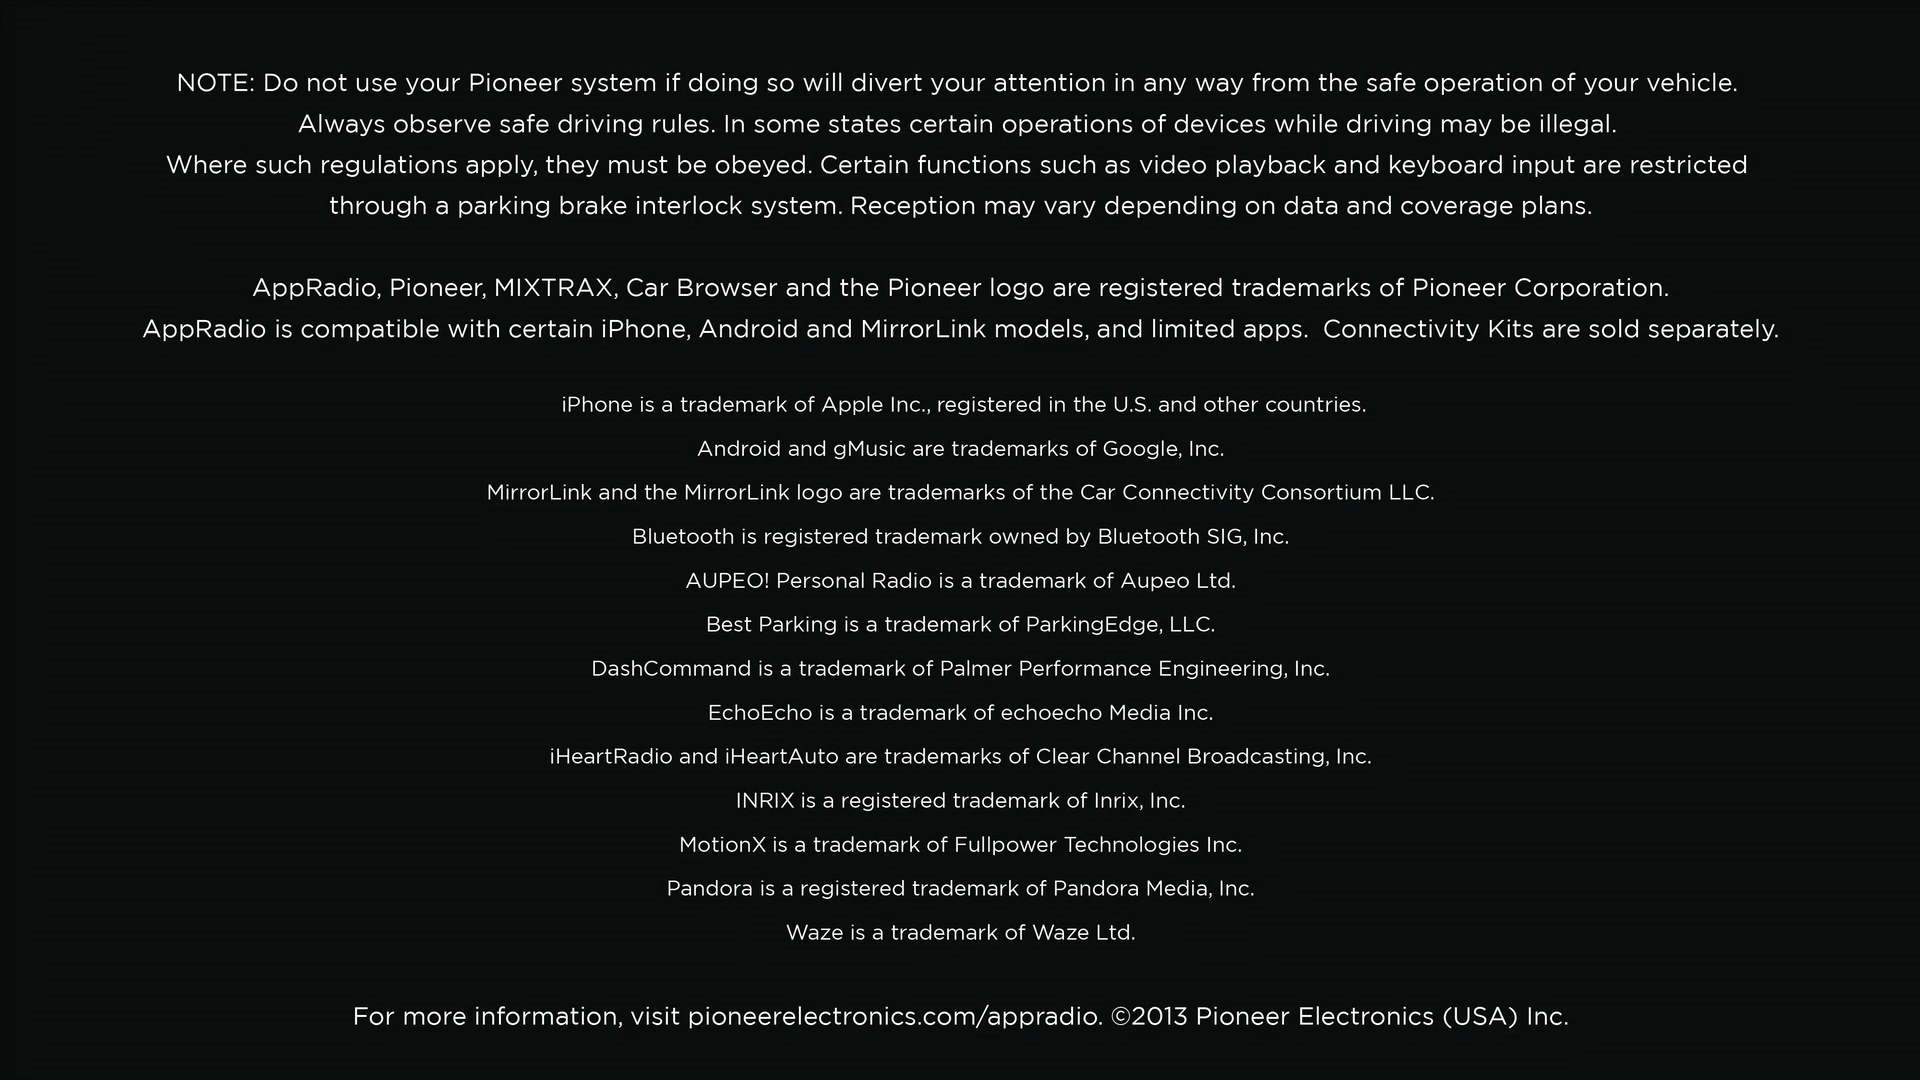 NOTE: Do not use your Pioneer system if doing so will divert your attention in any way from the safe operation of your vehicle.
Always observe safe driving rules. In some states certain operations of devices while driving may be illegal.
Where such regulations apply, they must be obeyed. Certain functions such as video playback and keyboard input are restricted
through a parking brake interlock system. Reception may vary depending on data and coverage plans.
AppRadio, Pioneer, MIXTRAX, Car Browser and the Pioneer logo are registered trademarks of Pioneer Corporation.
AppRadio is compatible with certain iPhone, Android and MirrorLink models, and limited apps.  Connectivity Kits are sold separately.
iPhone is a trademark of Apple Inc., registered in the U.S. and other countries.
Android and gMusic are trademarks of Google, Inc.
MirrorLink and the MirrorLink logo are trademarks of the Car Connectivity Consortium LLC.
Bluetooth is registered trademark owned by Bluetooth SIG, Inc.
AUPEO! Personal Radio is a trademark of Aupeo Ltd.
Best Parking is a trademark of ParkingEdge, LLC.
DashCommand is a trademark of Palmer Performance Engineering, Inc.
EchoEcho is a trademark of echoecho Media Inc.
iHeartRadio and iHeartAuto are trademarks of Clear Channel Broadcasting, Inc.
INRIX is a registered trademark of Inrix, Inc.
MotionX is a trademark of Fullpower Technologies Inc.
Pandora is a registered trademark of Pandora Media, Inc.
Waze is a trademark of Waze Ltd.
For more information, visit pioneerelectronics.com/appradio. ©2013 Pioneer Electronics (USA) Inc.